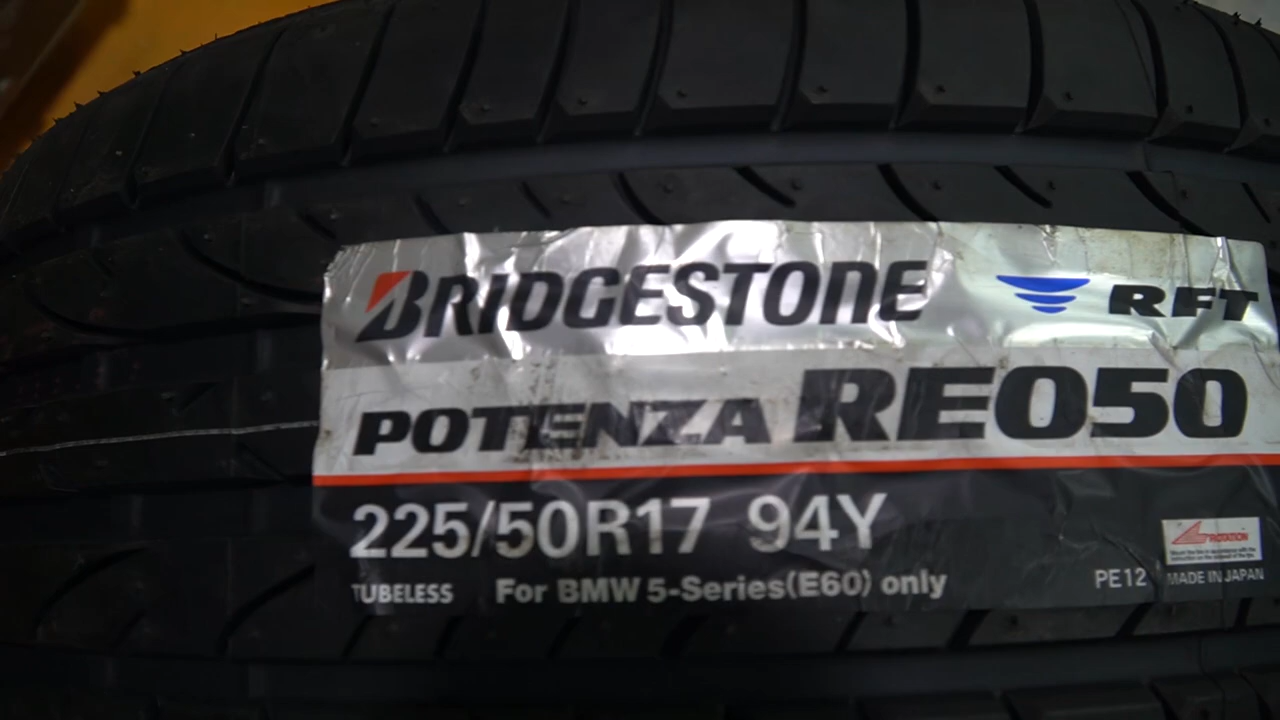 BRIDGESTONE RFT
POTENZA RE050
225/50R17 94Y
ROTATION
TUBELESS For BMW 5-Series(E60) only PE12 MADE IN JAPAN